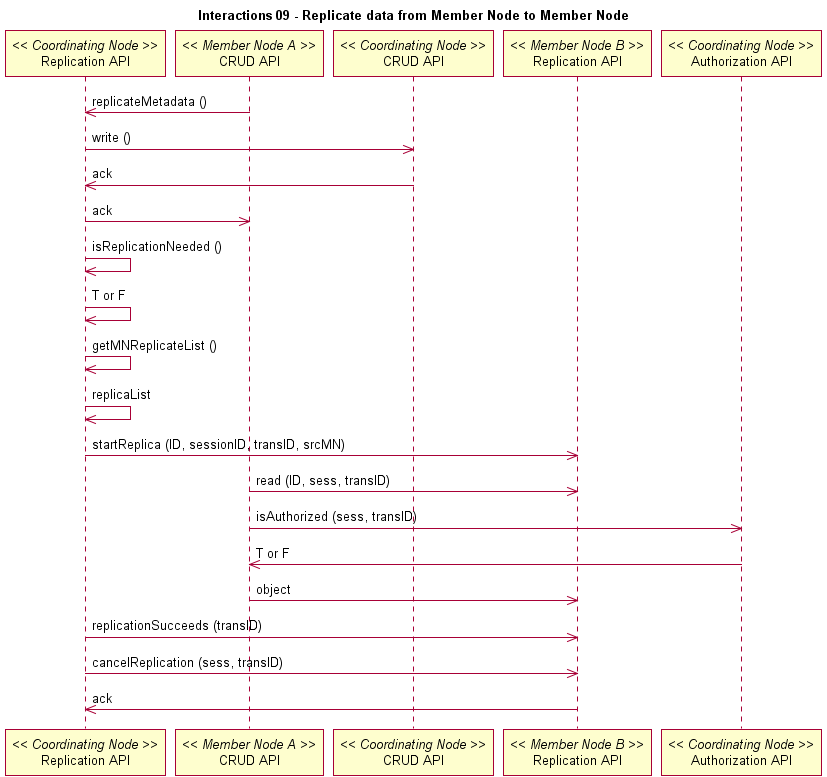 Interactions 09 - Replicate data from Member Node to Member Node
<< Coordinating Node >>
Replication API
<< Member Node A >>
CRUD API
<< Coordinating Node >>
CRUD API
<< Member Node B >>
Replication API
<< Coordinating Node >>
Authorization API
replicateMetadata ()
write ()
ack
ack
isReplicationNeeded ()
T or F
getMNReplicateList ()
replicaList
startReplica (ID, sessionID, transID, srcMN)
read (ID, sess, transID)
isAuthorized (sess, transID)
T or F
object
replicationSucceeds (transID)
cancelReplication (sess, transID)
ack
<< Coordinating Node >>
Replication API
<< Member Node A >>
CRUD API
<< Coordinating Node >>
CRUD API
<< Member Node B >>
Replication API
<< Coordinating Node >>
Authorization API